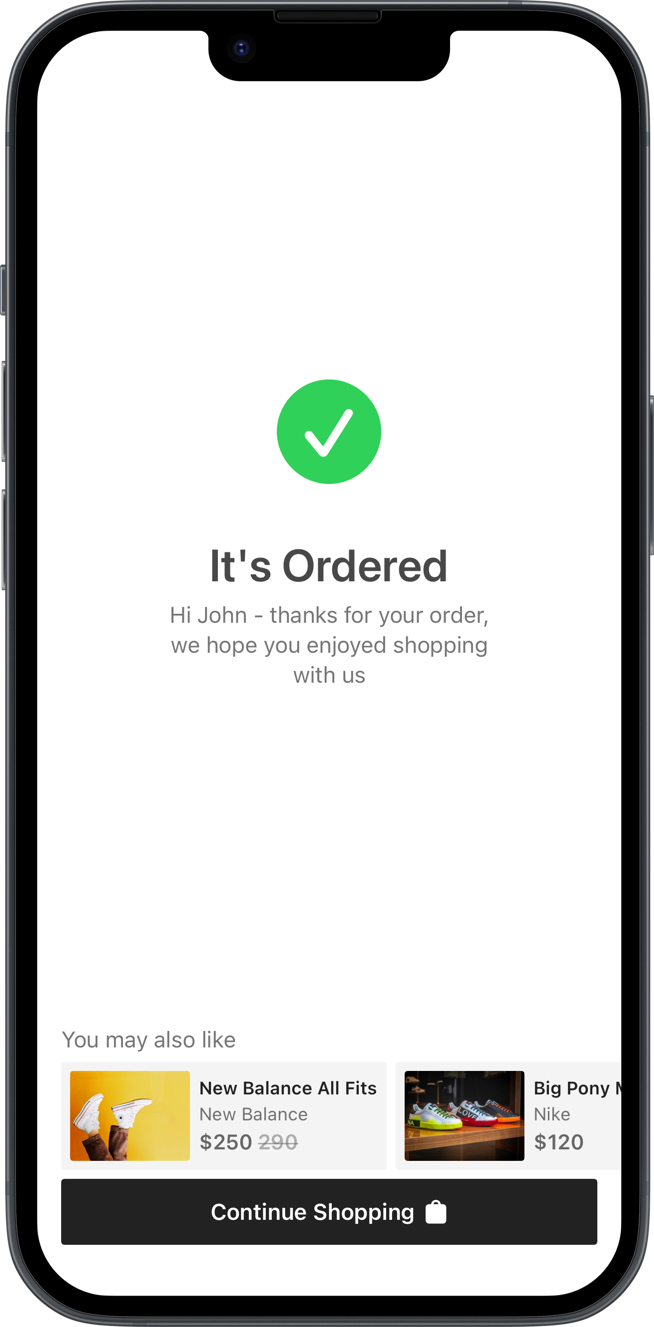 It's Ordered
Hi John - thanks for your order,
we hope you enjoyed shopping
with us
You may also like
New Balance All Fits
New Balance
$250 290
Big Pony
Nike
$120
Continue Shopping